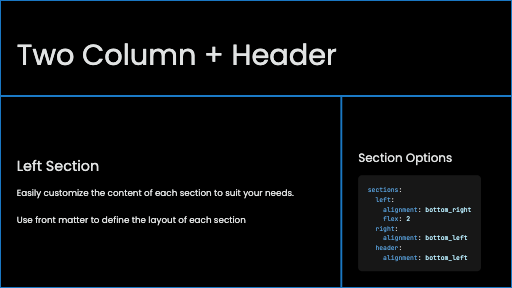 Two Column + Header
Left Section
Easily customize the content of each section to suit your needs.
Use front matter to define the layout of each section
Section Options
sections:
  left:
    alignment: bottom_right
    flex: 2
  right:
    alignment: bottom_left
  header:
    alignment: bottom_left